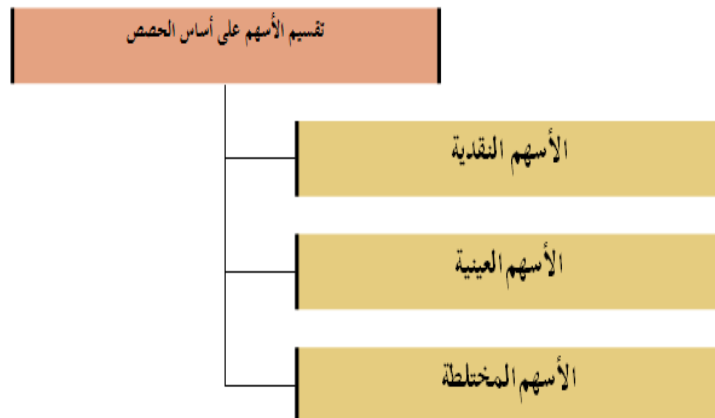 تقسيم الأسهم على أساس الحصص
الأسهم النقدية
الأسهم العينية
الأسهم المختلطة